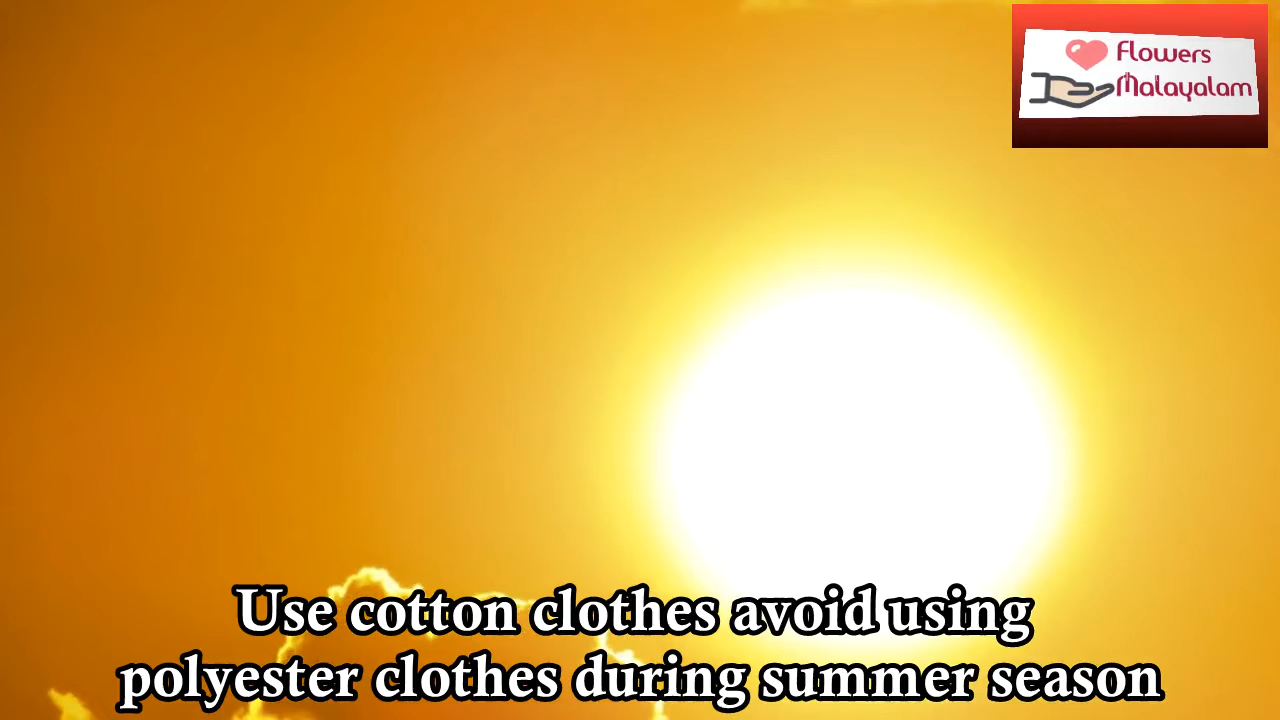 Flowers
Malayalam
Use cotton clothes avoid using
polyester clothes during summer season